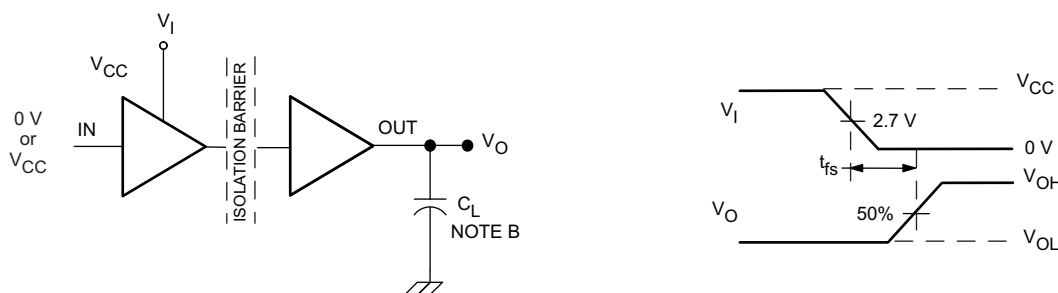 V_I
V_CC
0 V
or
V_CC
IN
ISOLATION BARRIER
OUT
V_O
C_L
NOTE B
V_I
V_CC
2.7 V
0 V
t_fs
V_O
50%
V_OH
V_OL